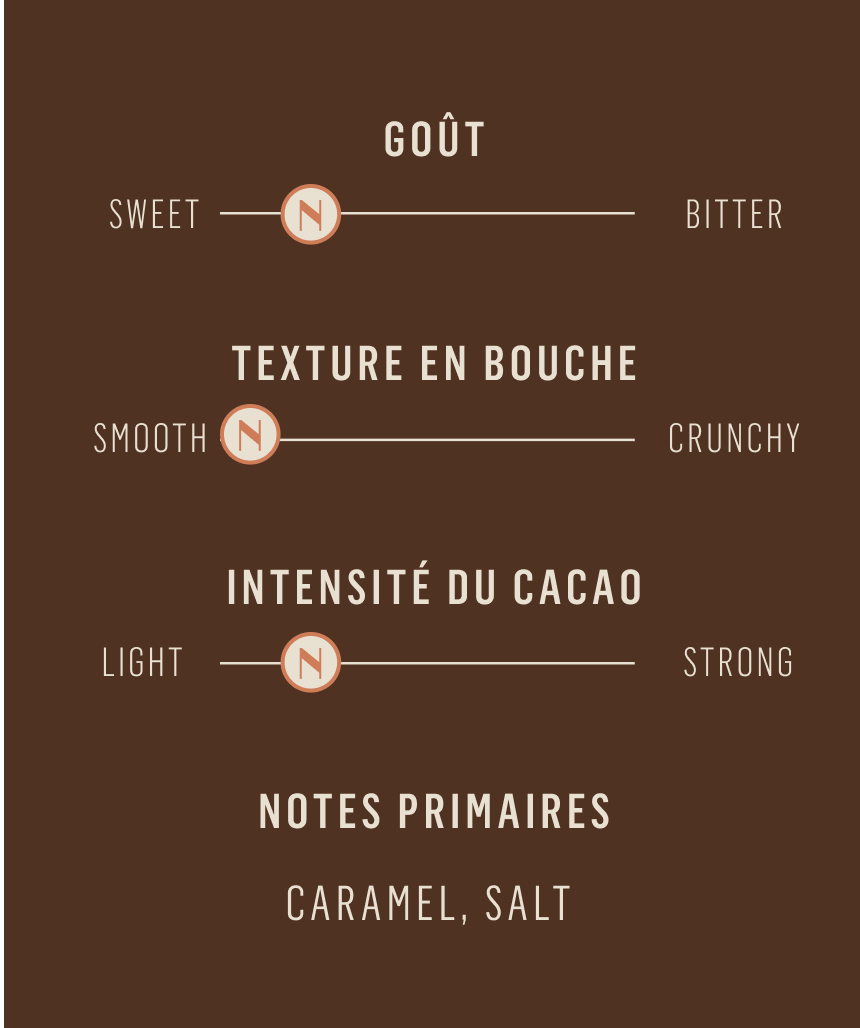 GOÛT
SWEET N BITTER
TEXTURE EN BOUCHE
SMOOTH N CRUNCHY
INTENSITÉ DU CACAO
LIGHT N STRONG
NOTES PRIMAIRES
CARAMEL, SALT